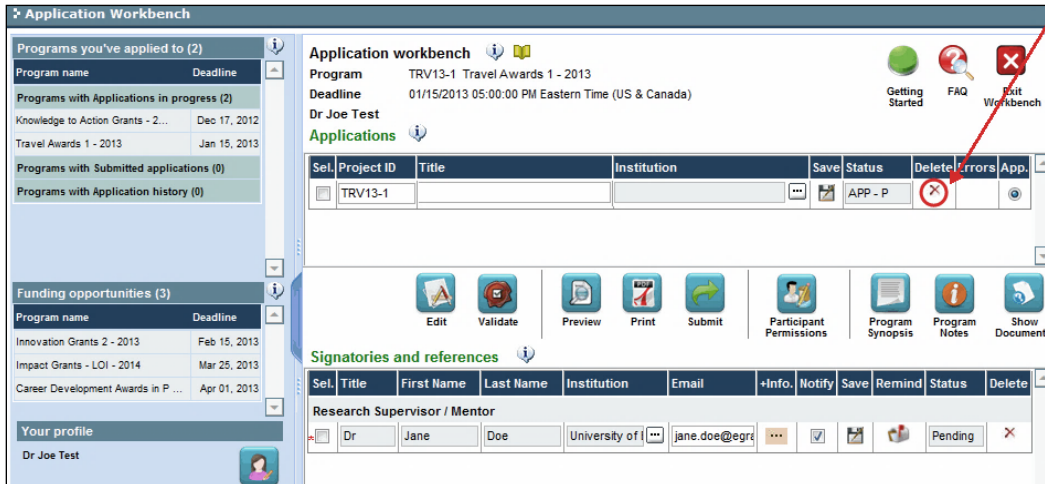 Application Workbench
Programs you've applied to (2)
Program name Deadline
Programs with Applications in progress (2)
Knowledge to Action Grants - 2... Dec 17, 2012
Travel Awards 1 - 2013 Jan 15, 2013
Programs with Submitted applications (0)
Programs with Application history (0)
Funding opportunities (3)
Program name Deadline
Innovation Grants 2 - 2013 Feb 15, 2013
Impact Grants - LOI - 2014 Mar 25, 2013
Career Development Awards in P ... Apr 01, 2013
Your profile
Dr Joe Test
Application workbench
Program TRV13-1 Travel Awards 1 - 2013
Deadline 01/15/2013 05:00:00 PM Eastern Time (US & Canada)
Dr Joe Test
Getting Started
FAQ
Exit Workbench
Applications
Sel. Project ID Title Institution Save Status Delete Errors App.
TRV13-1 ... APP - P
Edit Validate Preview Print Submit Participant Permissions Program Synopsis Program Notes Show Document
Signatories and references
Sel. Title First Name Last Name Institution Email +Info. Notify Save Remind Status Delete
Research Supervisor / Mentor
Dr Jane Doe University of ... jane.doe@egra ... Pending